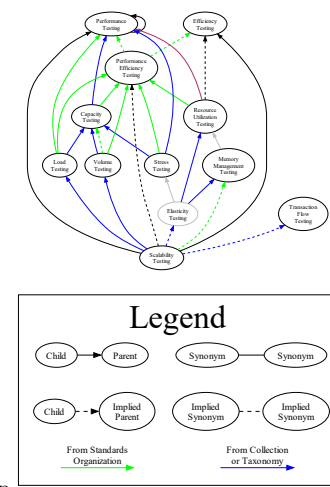 Performance
Testing
Efficiency
Testing
Performance
Efficiency
Testing
Capacity
Testing
Resource
Utilization
Testing
Load
Testing
Volume
Testing
Stress
Testing
Memory
Management
Testing
Elasticity
Testing
Transaction
Flow
Testing
Scalability
Testing
Legend
Child
Parent
Synonym
Synonym
Child
Implied
Parent
Implied
Synonym
Implied
Synonym
From Standards
Organization
From Collection
or Taxonomy